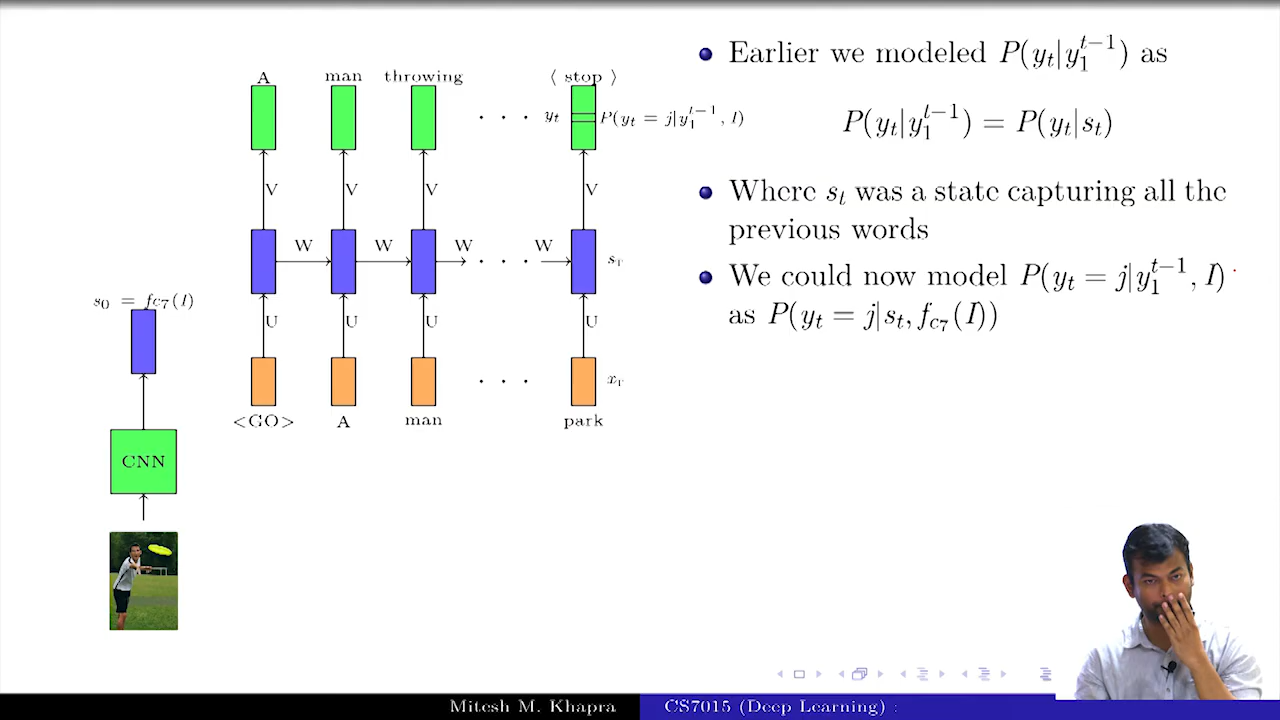 A man throwing ⟨ stop ⟩
y_t P(y_t = j|y_1^{t−1}, I)
V V V V
W W W W
s_T
s_0 = fc_7(I)
U U U U
x_T
<GO> A man park
CNN
• Earlier we modeled P(y_t|y_1^{t−1}) as
P(y_t|y_1^{t−1}) = P(y_t|s_t)
• Where s_t was a state capturing all the
previous words
• We could now model P(y_t = j|y_1^{t−1}, I)
as P(y_t = j|s_t, f_{c_7}(I))
Mitesh M. Khapra CS7015 (Deep Learning) :